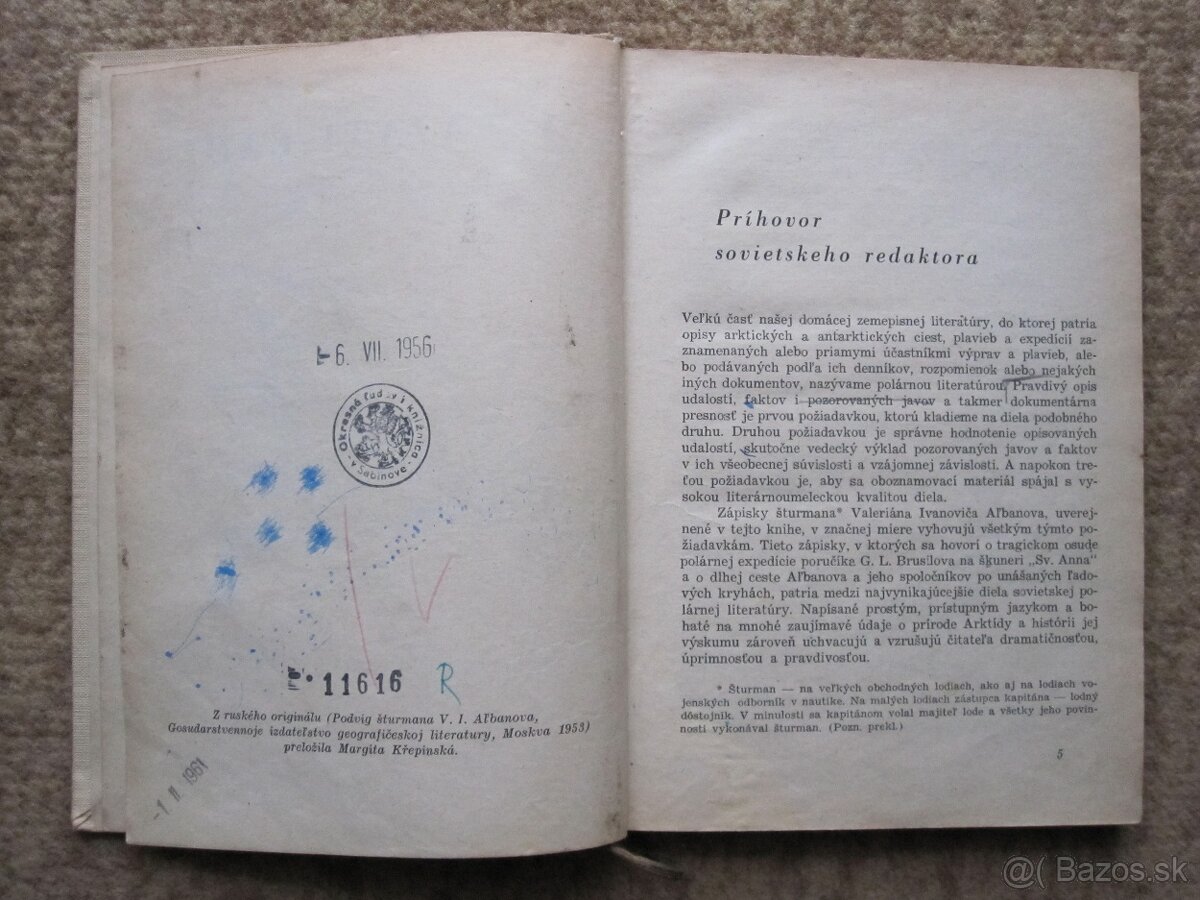 -6. VII. 1956
Okresná ľudová knižnica
v Sabinove
11616 R
Z ruského originálu (Podvig šturmana V. I. Aľbanova,
Gosudarstvennoje izdateľstvo geografičeskoj literatury, Moskva 1953)
preložila Margita Křepinská.
-1 II 1961
Príhovor
sovietskeho redaktora
Veľkú časť našej domácej zemepisnej literatúry, do ktorej patria
opisy arktických a antarktických ciest, plavieb a expedícií za-
znamenaných alebo priamymi účastníkmi výprav a plavieb, ale-
bo podávaných podľa ich denníkov, rozpomienok alebo nejakých
iných dokumentov, nazývame polárnou literatúrou. Pravdivý opis
udalostí, faktov i pozorovaných javov a takmer dokumentárna
presnosť je prvou požiadavkou, ktorú kladieme na diela podobného
druhu. Druhou požiadavkou je správne hodnotenie opisovaných
udalostí, skutočne vedecký výklad pozorovaných javov a faktov
v ich všeobecnej súvislosti a vzájomnej závislosti. A napokon tre-
ťou požiadavkou je, aby sa oboznamovací materiál spájal s vy-
sokou literárnoumeleckou kvalitou diela.
Zápisky šturmana* Valeriána Ivanoviča Aľbanova, uverej-
nené v tejto knihe, v značnej miere vyhovujú všetkým týmto po-
žiadavkám. Tieto zápisky, v ktorých sa hovorí o tragickom osude
polárnej expedície poručíka G. L. Brusilova na škuneri „Sv. Anna"
a o dlhej ceste Aľbanova a jeho spoločníkov po unášaných ľado-
vých kryhách, patria medzi najvynikajúcejšie diela sovietskej po-
lárnej literatúry. Napísané prostým, prístupným jazykom a bo-
haté na mnohé zaujímavé údaje o prírode Arktídy a histórii jej
výskumu zároveň uchvacujú a vzrušujú čitateľa dramatičnosťou,
úprimnosťou a pravdivosťou.
* Šturman — na veľkých obchodných lodiach, ako aj na lodiach vo-
jenských odborník v nautike. Na malých lodiach zástupca kapitána — lodný
dôstojník. V minulosti sa kapitánom volal majiteľ lode a všetky jeho povin-
nosti vykonával šturman. (Pozn. prekl.)
5
@ Bazos.sk